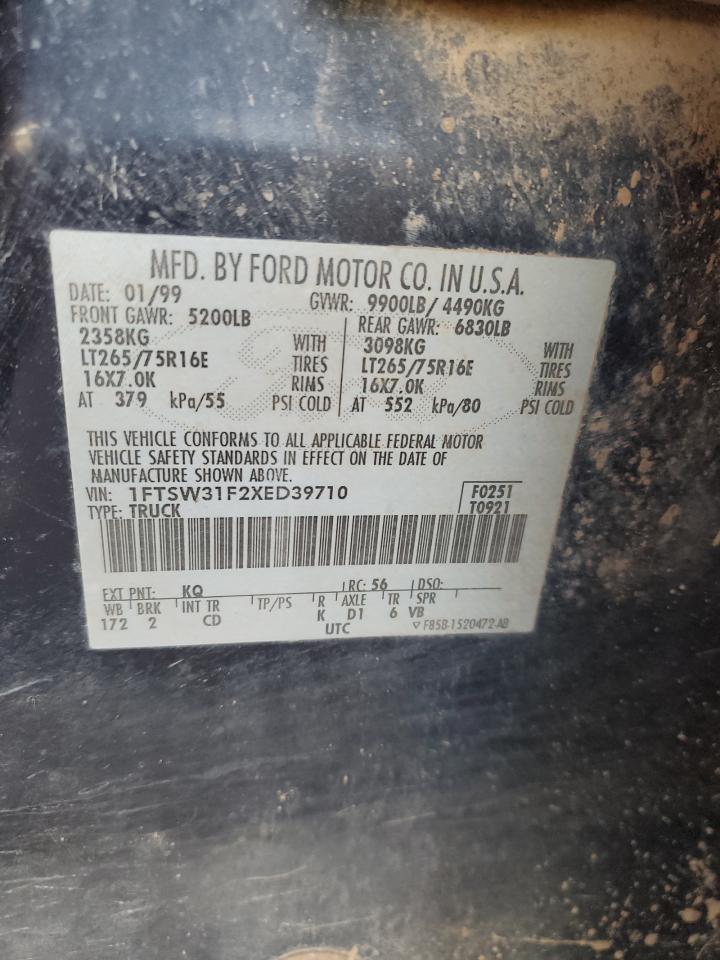 MFD. BY FORD MOTOR CO. IN U.S.A.
DATE: 01/99 GVWR: 9900LB/ 4490KG
FRONT GAWR: 5200LB REAR GAWR: 6830LB
2358KG WITH 3098KG WITH
LT265/75R16E TIRES LT265/75R16E TIRES
16X7.0K RIMS 16X7.0K RIMS
AT 379 kPa/55 PSI COLD AT 552 kPa/80 PSI COLD
THIS VEHICLE CONFORMS TO ALL APPLICABLE FEDERAL MOTOR
VEHICLE SAFETY STANDARDS IN EFFECT ON THE DATE OF
MANUFACTURE SHOWN ABOVE.
VIN: 1FTSW31F2XED39710 F0251
TYPE: TRUCK T0921
EXT PNT: KQ RC: 56 DSO:
WB BRK INT TR TP/PS R AXLE TR SPR
172 2 CD K D1 6 VB
UTC ▽ F85B-1520472-AB